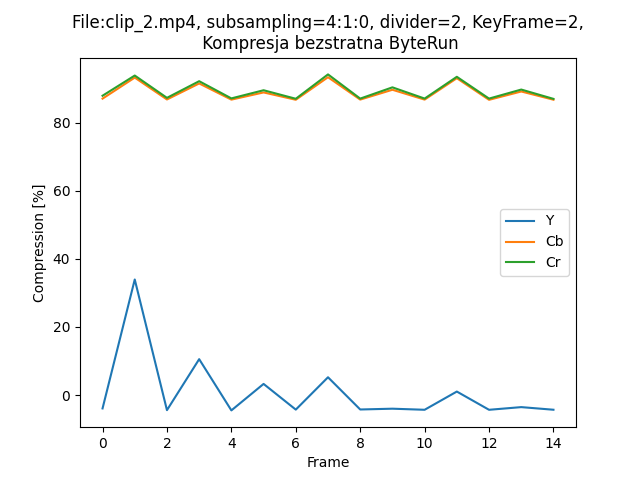 File:clip_2.mp4, subsampling=4:1:0, divider=2, KeyFrame=2,
Kompresja bezstratna ByteRun
80
60
40
20
0
Compression [%]
Y
Cb
Cr
0 2 4 6 8 10 12 14
Frame